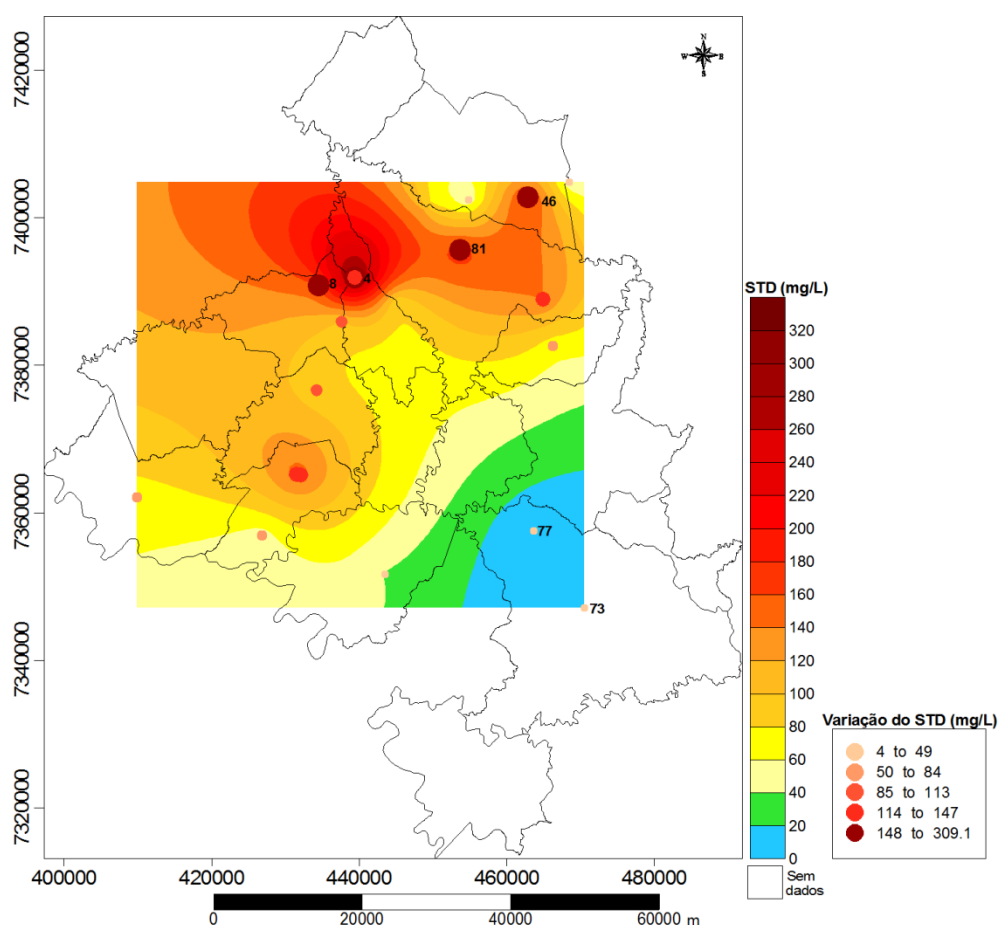 N
W E
S
7420000
7400000
7380000
7360000
7340000
7320000
46
81
8
4
77
73
STD (mg/L)
320
300
280
260
240
220
200
180
160
140
120
100
80
60
40
20
0
Sem
dados
Variação do STD (mg/L)
4 to 49
50 to 84
85 to 113
114 to 147
148 to 309.1
400000 420000 440000 460000 480000
0 20000 40000 60000 m